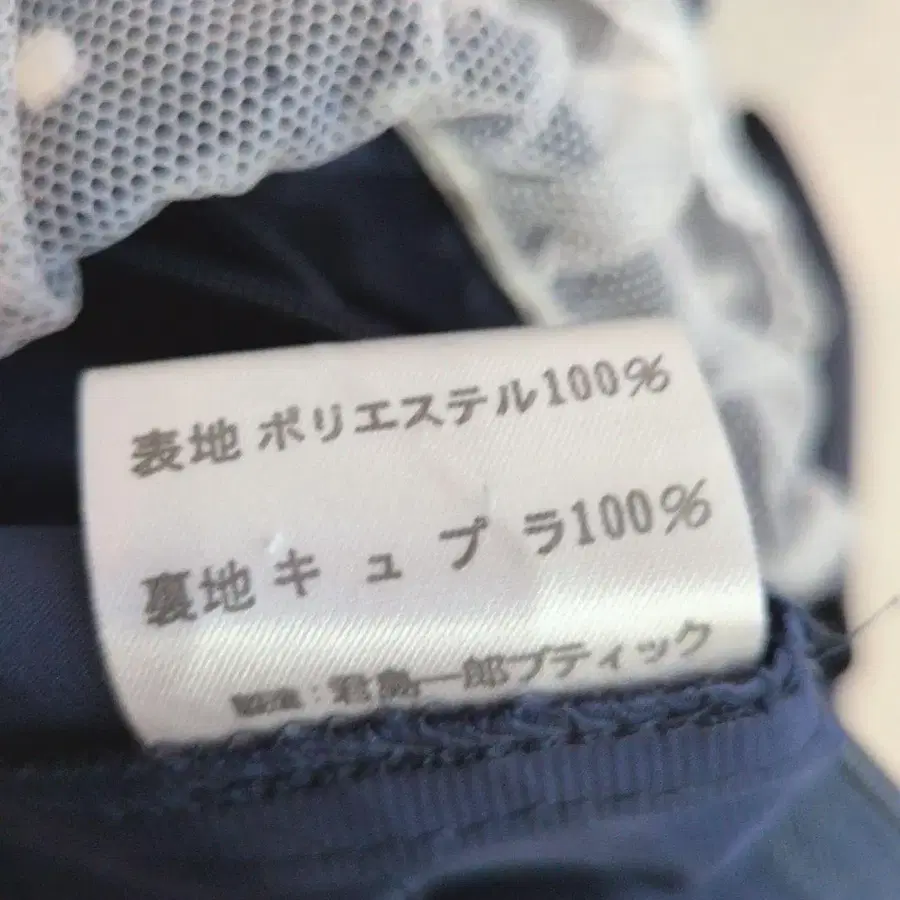 表地 ポリエステル100%
裏地 キュプラ100%
君島一郎ブティック